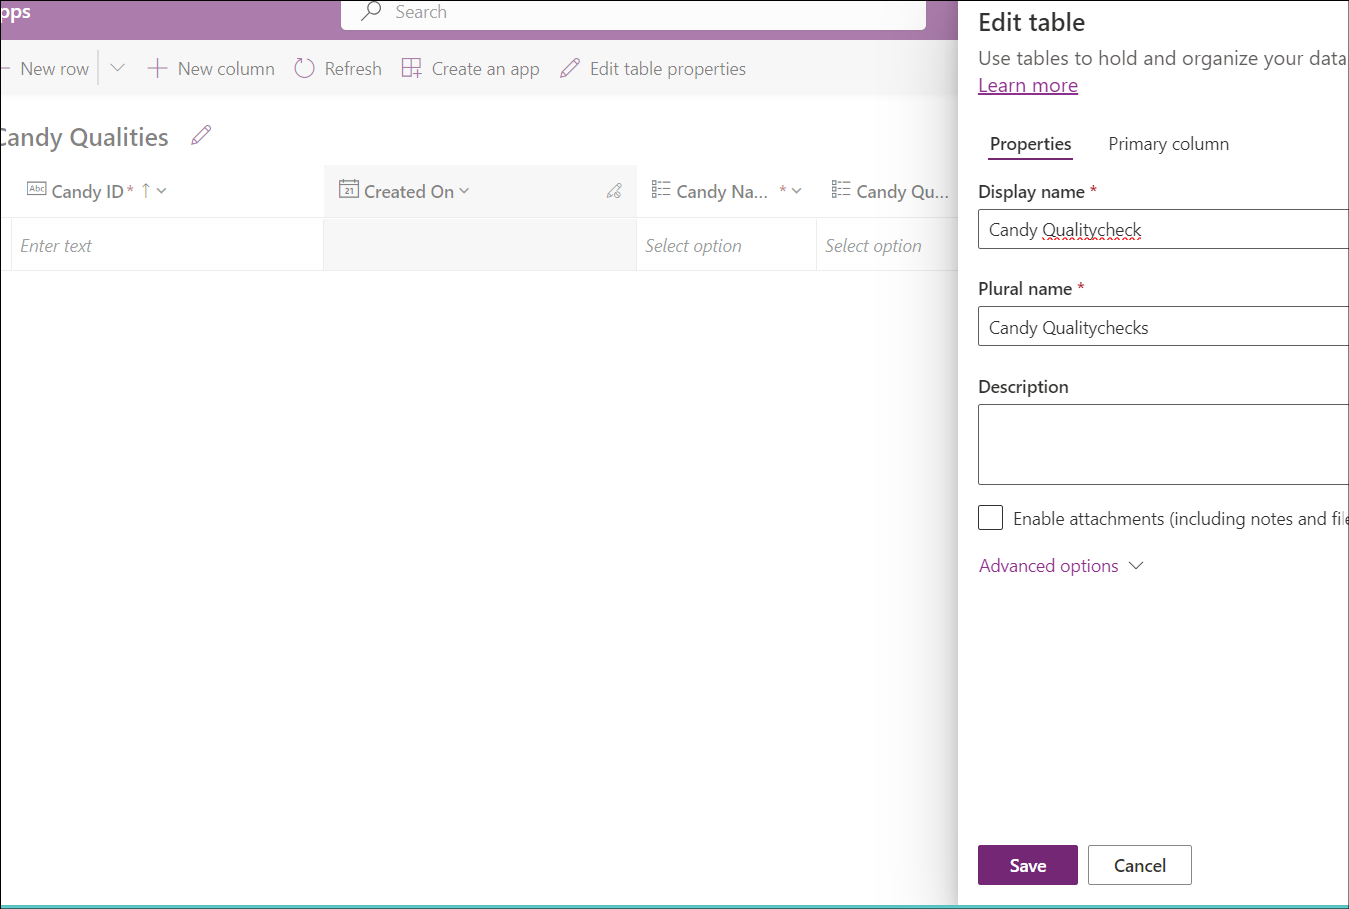 pps
Search
New row
New column
Refresh
Create an app
Edit table properties
Candy Qualities
Abc Candy ID *
21 Created On
Candy Na... *
Candy Qu...
Enter text
Select option
Select option
Edit table
Use tables to hold and organize your data
Learn more
Properties
Primary column
Display name *
Candy Qualitycheck
Plural name *
Candy Qualitychecks
Description
Enable attachments (including notes and file
Advanced options
Save
Cancel